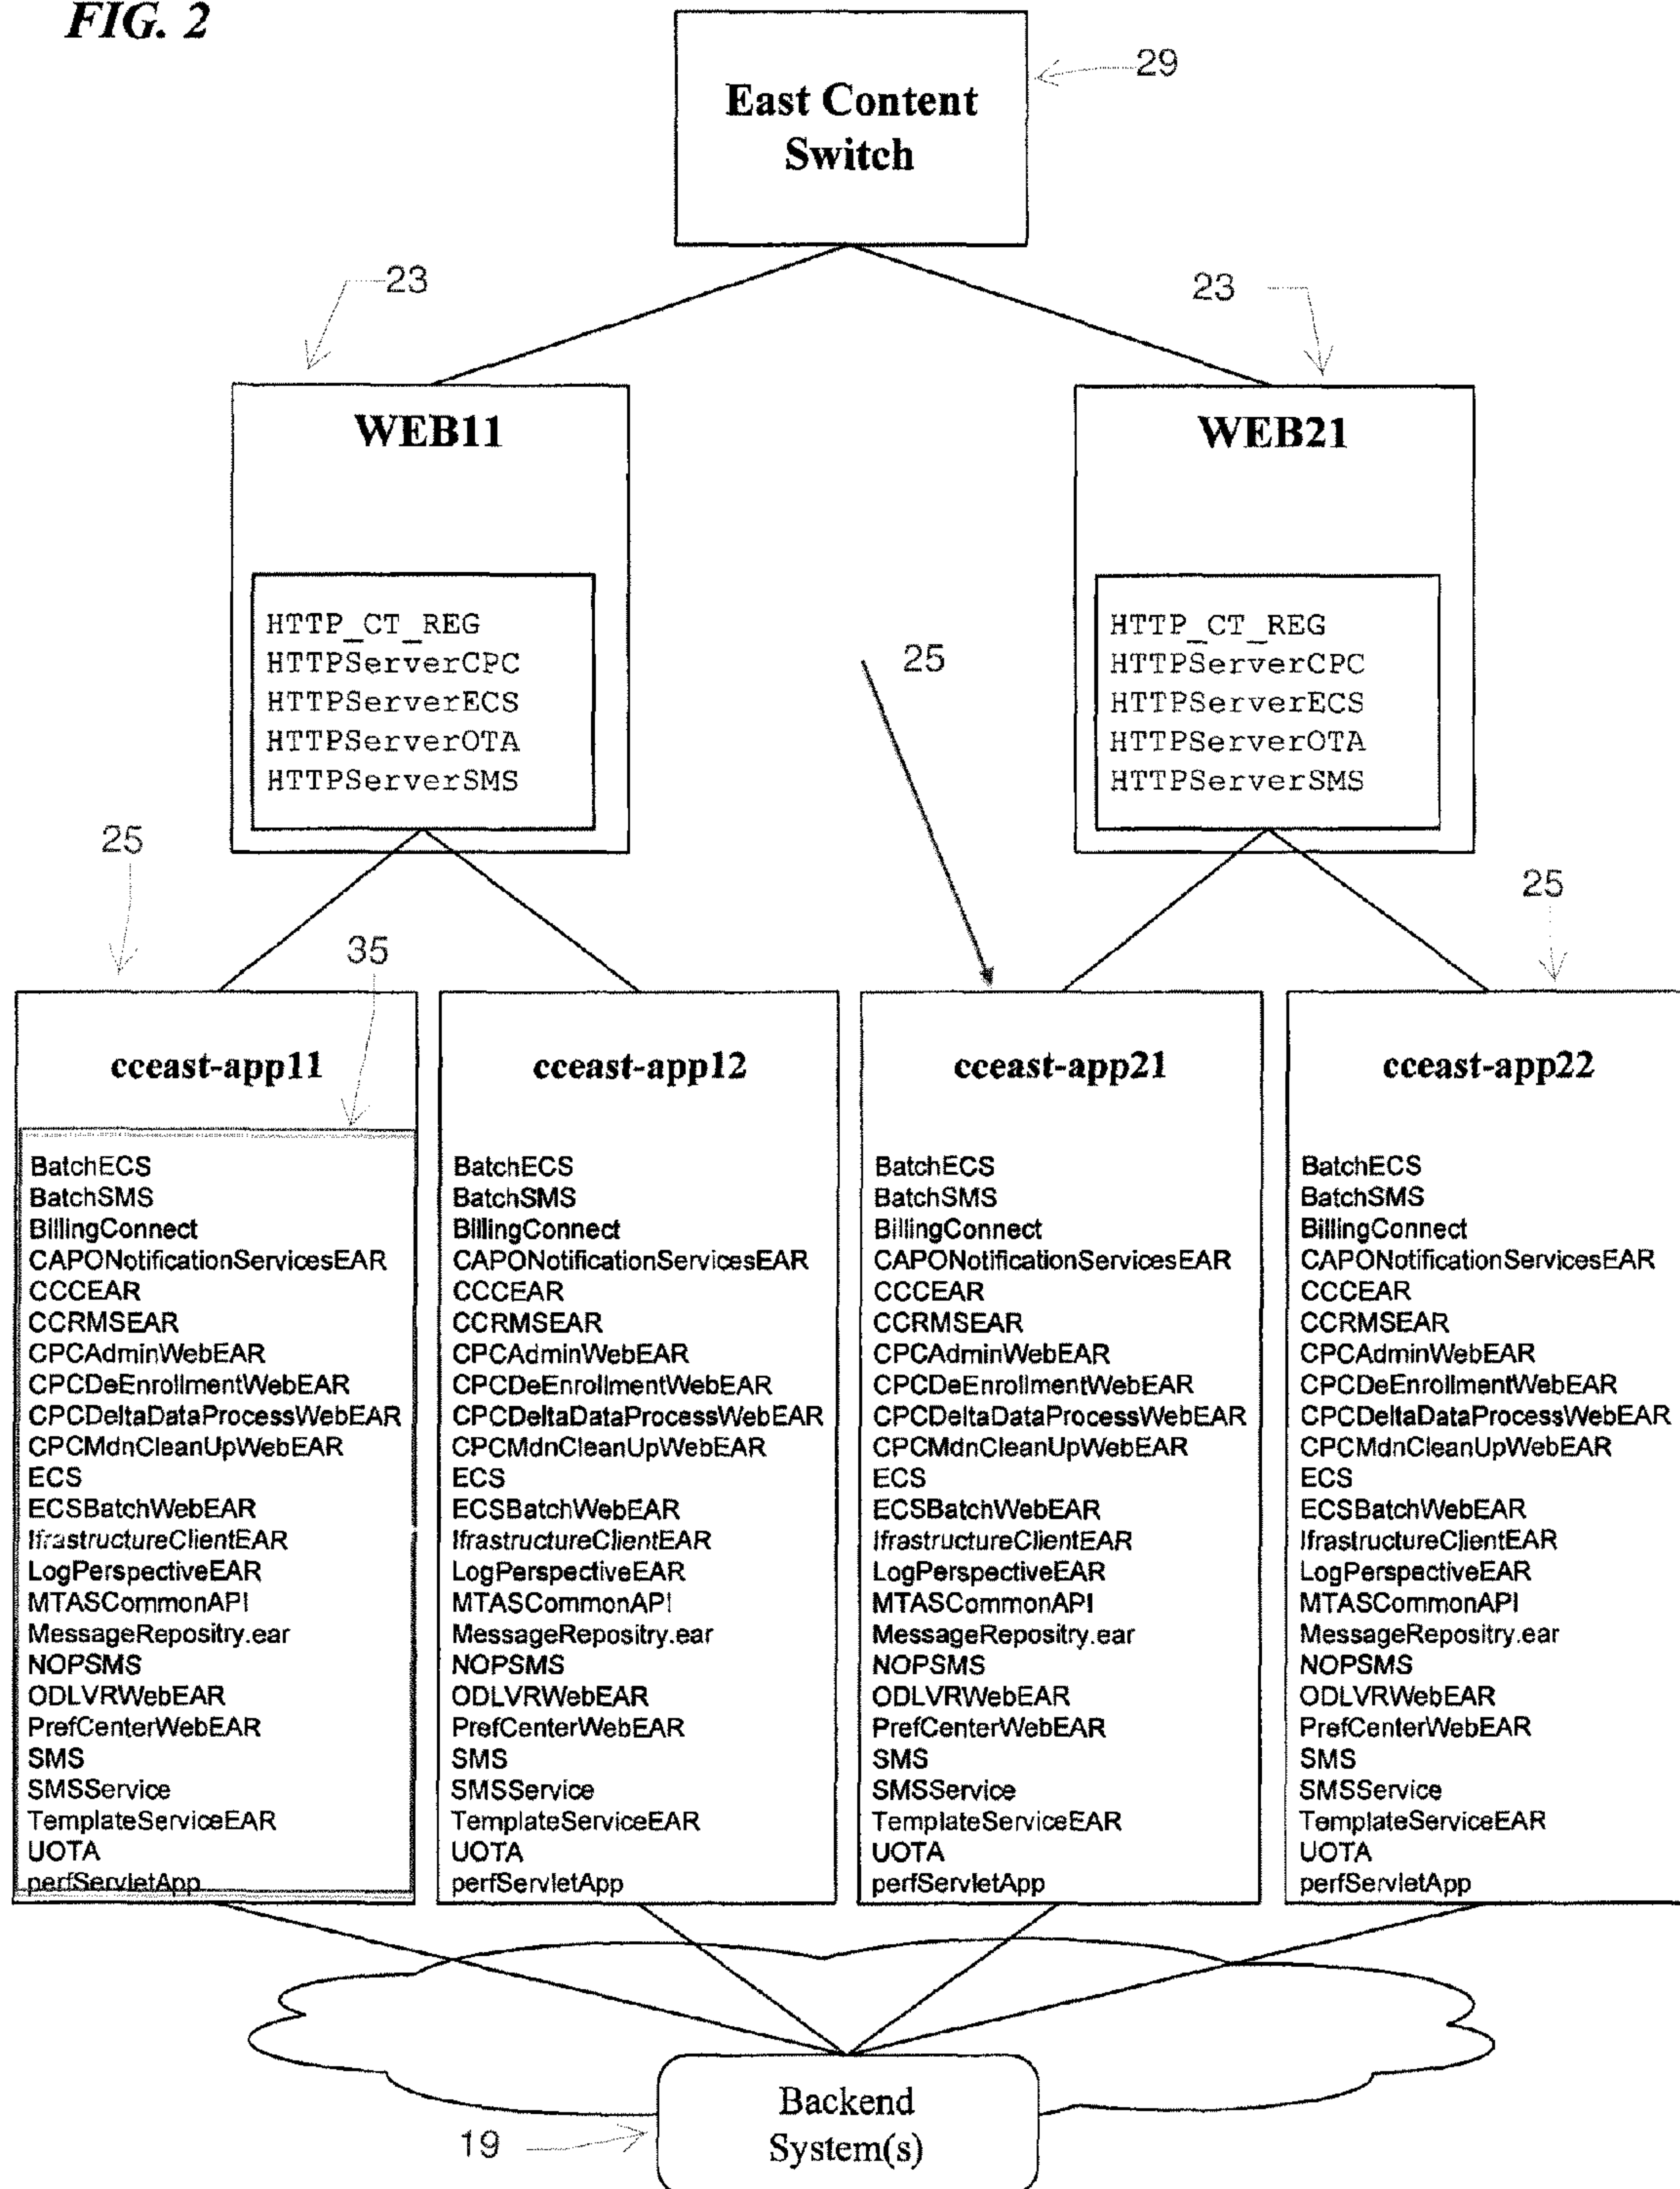 FIG. 2
East Content
Switch
29
23
23
WEB11
HTTP_CT_REG
HTTPServerCPC
HTTPServerECS
HTTPServerOTA
HTTPServerSMS
WEB21
HTTP_CT_REG
HTTPServerCPC
HTTPServerECS
HTTPServerOTA
HTTPServerSMS
25
25
25
35
cceast-app11
BatchECS
BatchSMS
BillingConnect
CAPONotificationServicesEAR
CCCEAR
CCRMSEAR
CPCAdminWebEAR
CPCDeEnrollmentWebEAR
CPCDeltaDataProcessWebEAR
CPCMdnCleanUpWebEAR
ECS
ECSBatchWebEAR
IfrastructureClientEAR
LogPerspectiveEAR
MTASCommonAPI
MessageRepositry.ear
NOPSMS
ODLVRWebEAR
PrefCenterWebEAR
SMS
SMSService
TemplateServiceEAR
UOTA
perfServletApp
cceast-app12
BatchECS
BatchSMS
BillingConnect
CAPONotificationServicesEAR
CCCEAR
CCRMSEAR
CPCAdminWebEAR
CPCDeEnrollmentWebEAR
CPCDeltaDataProcessWebEAR
CPCMdnCleanUpWebEAR
ECS
ECSBatchWebEAR
IfrastructureClientEAR
LogPerspectiveEAR
MTASCommonAPI
MessageRepositry.ear
NOPSMS
ODLVRWebEAR
PrefCenterWebEAR
SMS
SMSService
TemplateServiceEAR
UOTA
perfServletApp
cceast-app21
BatchECS
BatchSMS
BillingConnect
CAPONotificationServicesEAR
CCCEAR
CCRMSEAR
CPCAdminWebEAR
CPCDeEnrollmentWebEAR
CPCDeltaDataProcessWebEAR
CPCMdnCleanUpWebEAR
ECS
ECSBatchWebEAR
IfrastructureClientEAR
LogPerspectiveEAR
MTASCommonAPI
MessageRepositry.ear
NOPSMS
ODLVRWebEAR
PrefCenterWebEAR
SMS
SMSService
TemplateServiceEAR
UOTA
perfServletApp
cceast-app22
BatchECS
BatchSMS
BillingConnect
CAPONotificationServicesEAR
CCCEAR
CCRMSEAR
CPCAdminWebEAR
CPCDeEnrollmentWebEAR
CPCDeltaDataProcessWebEAR
CPCMdnCleanUpWebEAR
ECS
ECSBatchWebEAR
IfrastructureClientEAR
LogPerspectiveEAR
MTASCommonAPI
MessageRepositry.ear
NOPSMS
ODLVRWebEAR
PrefCenterWebEAR
SMS
SMSService
TemplateServiceEAR
UOTA
perfServletApp
Backend
System(s)
19